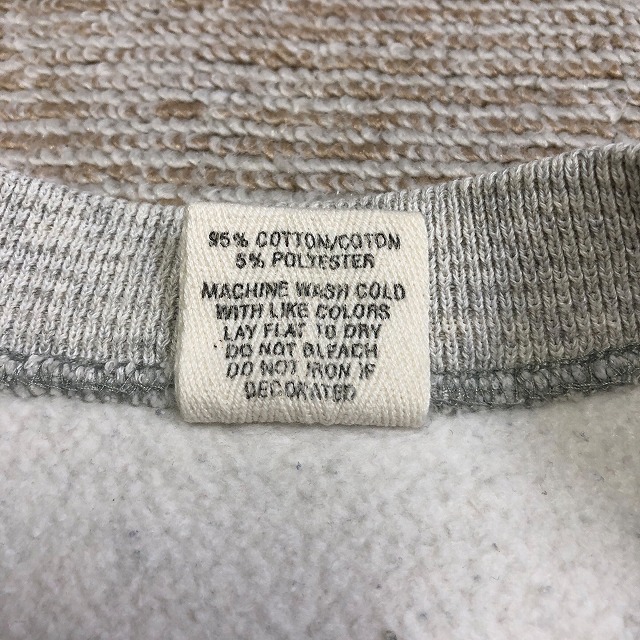 95% COTTON/COTON
5% POLYESTER
MACHINE WASH COLD
WITH LIKE COLORS
LAY FLAT TO DRY
DO NOT BLEACH
DO NOT IRON IF
DECORATED